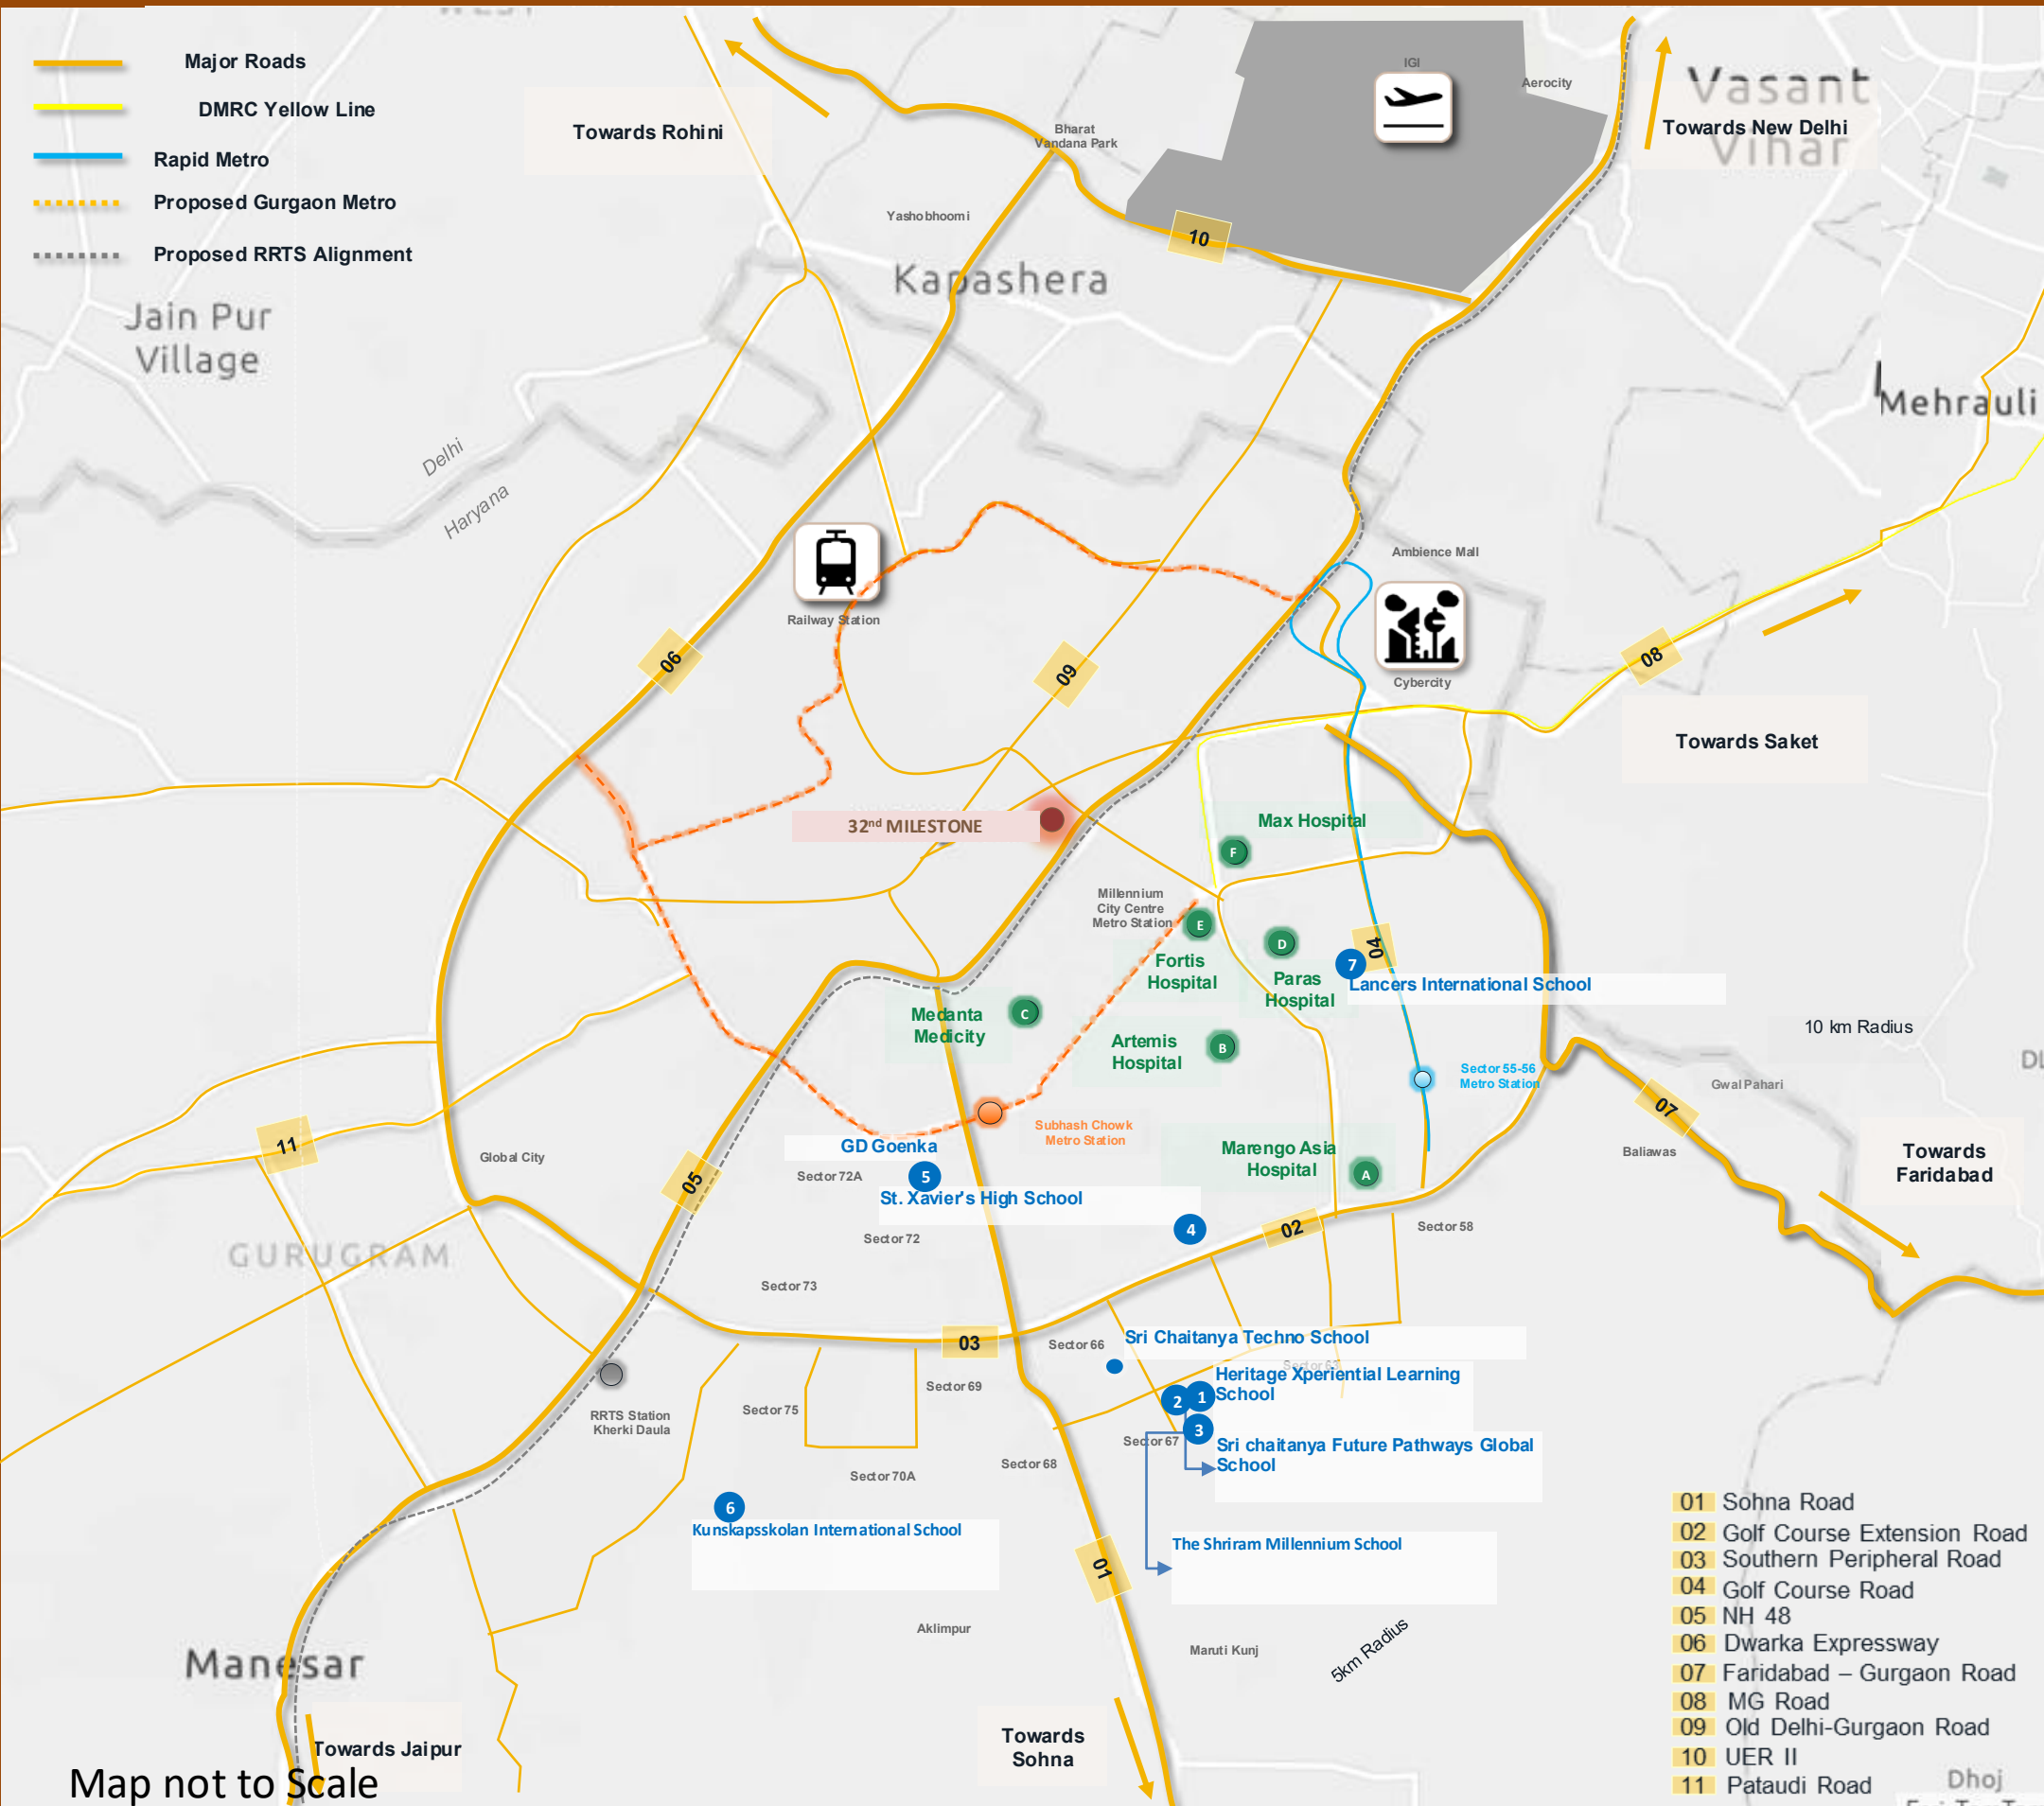 Major Roads
DMRC Yellow Line
Rapid Metro
Proposed Gurgaon Metro
Proposed RRTS Alignment
Towards Rohini
IGI
Aerocity
Vasant
Vihar
Towards New Delhi
Bharat
Vandana Park
Yashobhoomi
10
Kapashera
Jain Pur
Village
Mehrauli
Delhi
Haryana
Ambience Mall
Railway Station
Cybercity
06
09
08
Towards Saket
32nd MILESTONE
Max Hospital
F
Millennium
City Centre
Metro Station
E
D
04
7
Fortis
Hospital
Paras
Hospital
Lancers International School
Medanta
Medicity
C
Artemis
Hospital
B
10 km Radius
DL
Sector 55-56
Metro Station
Gwal Pahari
07
Subhash Chowk
Metro Station
11
Global City
GD Goenka
Sector 72A
5
St. Xavier's High School
05
Marengo Asia
Hospital
A
Baliawas
Towards
Faridabad
4
02
Sector 58
GURUGRAM
Sector 72
Sector 73
03
Sector 66
Sri Chaitanya Techno School
Sector 63
Heritage Xperiential Learning
School
2
1
3
Sector 69
Sector 75
RRTS Station
Kherki Daula
Sector 67
Sri chaitanya Future Pathways Global
School
Sector 68
Sector 70A
6
Kunskapsskolan International School
The Shriram Millennium School
01
Aklimpur
Maruti Kunj
5km Radius
Manesar
Towards
Sohna
Towards Jaipur
Map not to Scale
01 Sohna Road
02 Golf Course Extension Road
03 Southern Peripheral Road
04 Golf Course Road
05 NH 48
06 Dwarka Expressway
07 Faridabad – Gurgaon Road
08 MG Road
09 Old Delhi-Gurgaon Road
10 UER II
11 Pataudi Road
Dhoj